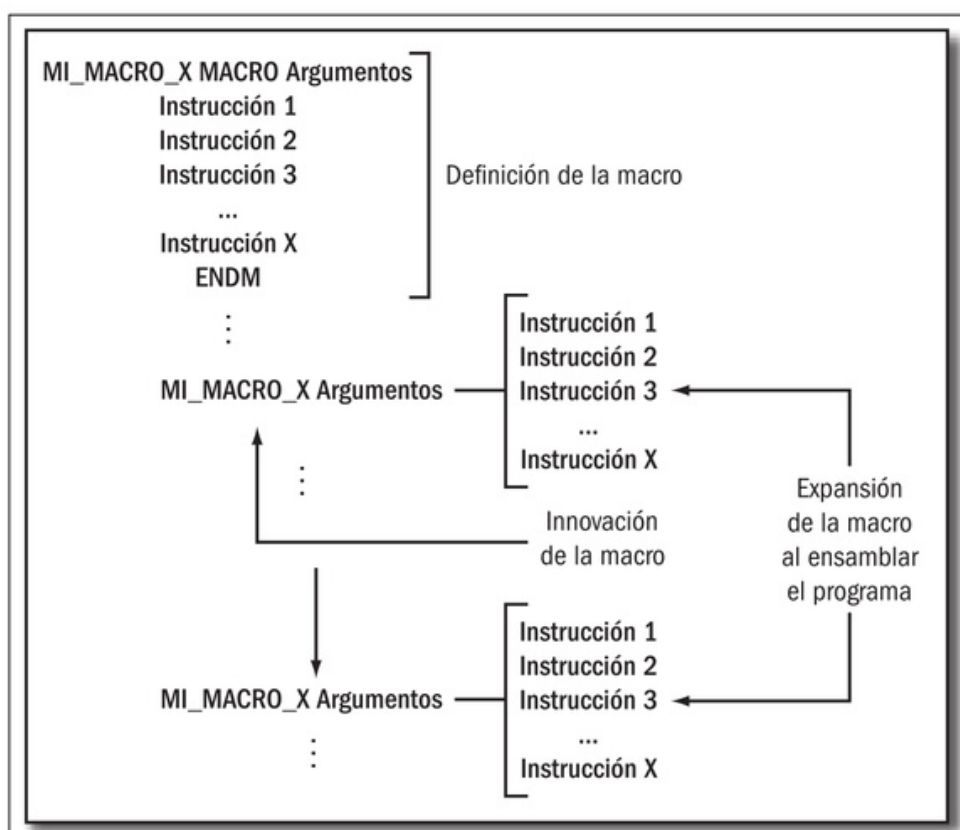 MI_MACRO_X MACRO Argumentos
Instrucción 1
Instrucción 2
Instrucción 3
...
Instrucción X
ENDM
Definición de la macro
⋮
MI_MACRO_X Argumentos
Instrucción 1
Instrucción 2
Instrucción 3
...
Instrucción X
⋮
Innovación
de la macro
Expansión
de la macro
al ensamblar
el programa
MI_MACRO_X Argumentos
Instrucción 1
Instrucción 2
Instrucción 3
...
Instrucción X
⋮